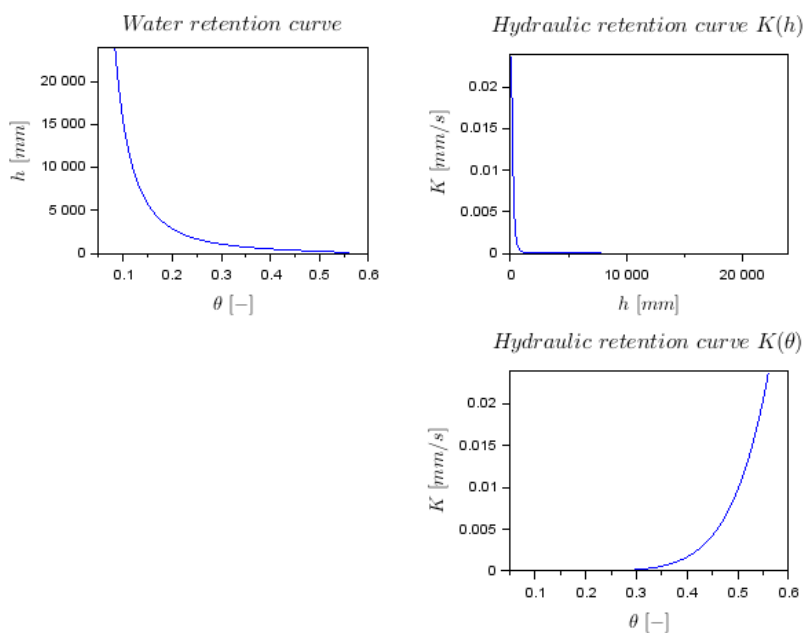 Water retention curve
20 000
15 000
10 000
5 000
0
h [mm]
0.1 0.2 0.3 0.4 0.5 0.6
θ [−]
Hydraulic retention curve K(h)
0.02
0.015
0.01
0.005
0
K [mm/s]
0 10 000 20 000
h [mm]
Hydraulic retention curve K(θ)
0.02
0.015
0.01
0.005
0
K [mm/s]
0.1 0.2 0.3 0.4 0.5 0.6
θ [−]